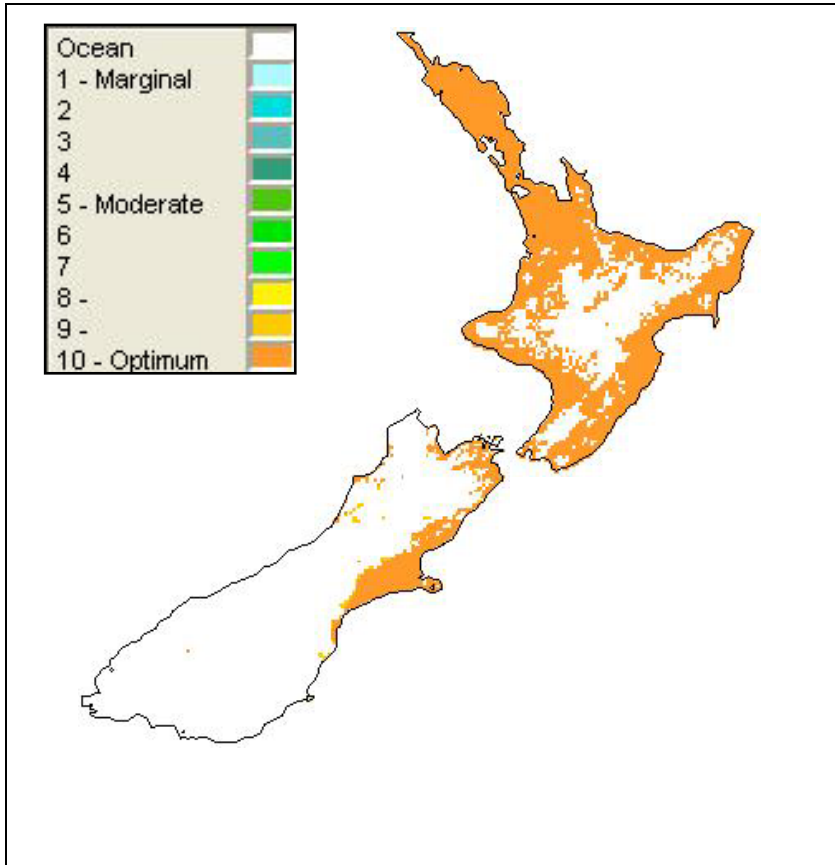 Ocean
1 - Marginal
2
3
4
5 - Moderate
6
7
8 -
9 -
10 - Optimum